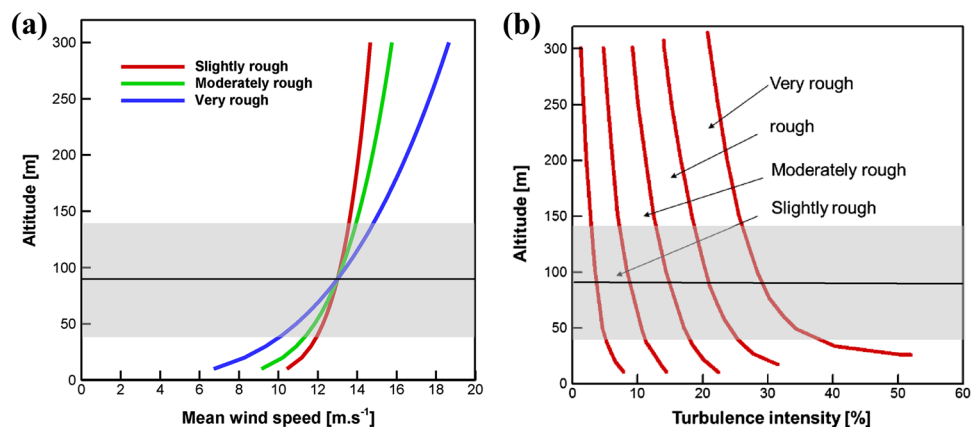 (a)
300
250
200
150
100
50
0
Altitude [m]
Slightly rough
Moderately rough
Very rough
0 2 4 6 8 10 12 14 16 18 20
Mean wind speed [m.s⁻¹]
(b)
300
250
200
150
100
50
0
Altitude [m]
Very rough
rough
Moderately rough
Slightly rough
0 10 20 30 40 50 60
Turbulence intensity [%]